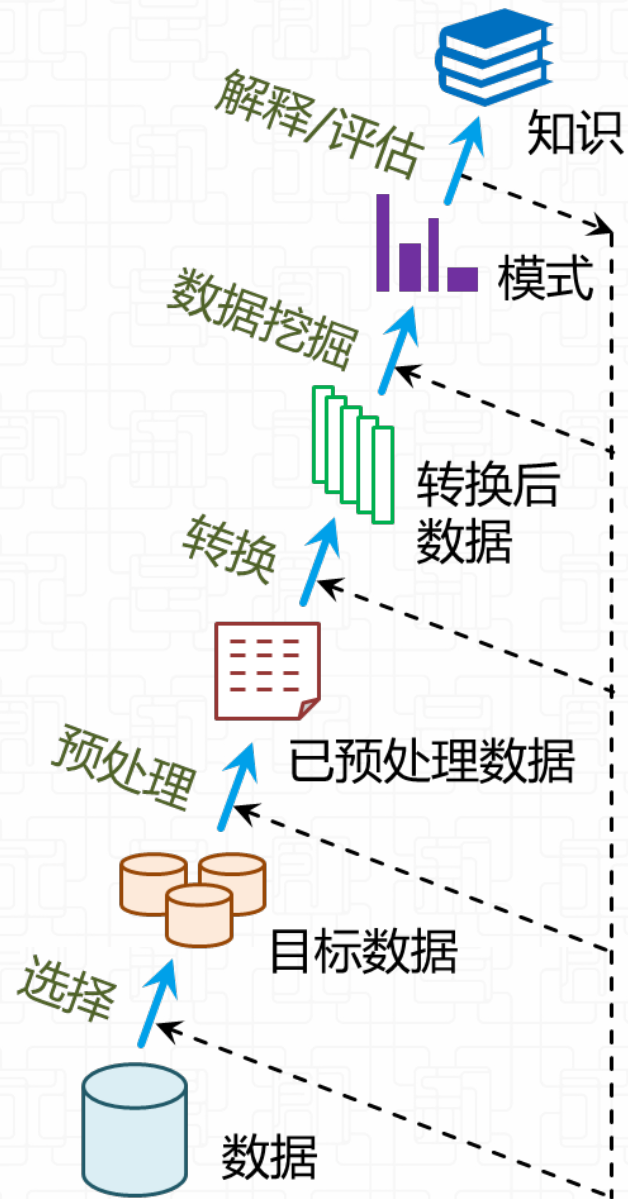 解释/评估
知识
模式
数据挖掘
转换后
数据
转换
已预处理数据
预处理
目标数据
选择
数据